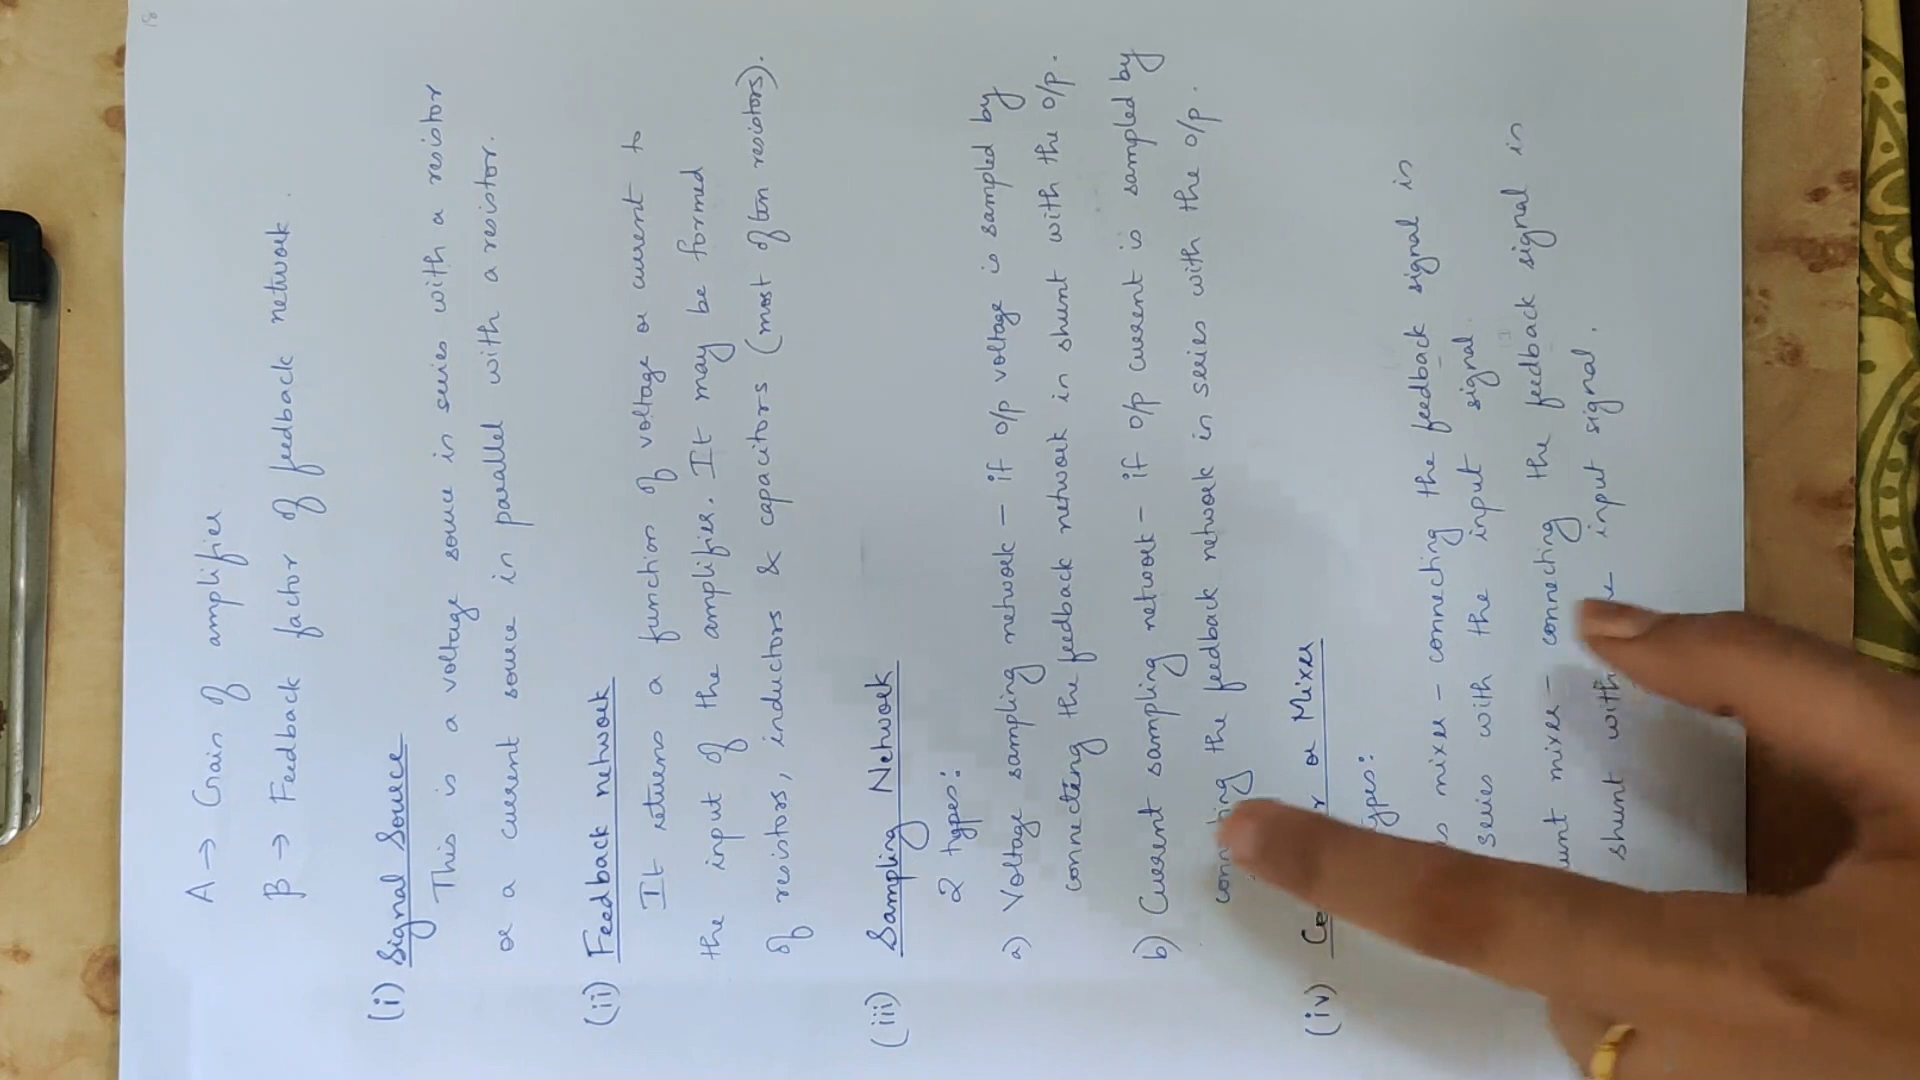 A → Gain of amplifier
β → Feedback factor of feedback network.
(i) Signal Source
This is a voltage source in series with a resistor
or a current source in parallel with a resistor.
(ii) Feedback network
It returns a function of voltage or current to
the input of the amplifier. It may be formed
of resistors, inductors & capacitors (most often resistors).
(iii) Sampling Network
2 types:
a) Voltage sampling network - if o/p voltage is sampled by
connecting the feedback network in shunt with the o/p.
b) Current sampling network - if o/p current is sampled by
the feedback network in series with the o/p.
(iv) or Mixer
mixer - connecting the feedback signal is
series with the input signal.
mixer - connecting the feedback signal in
shunt input signal.